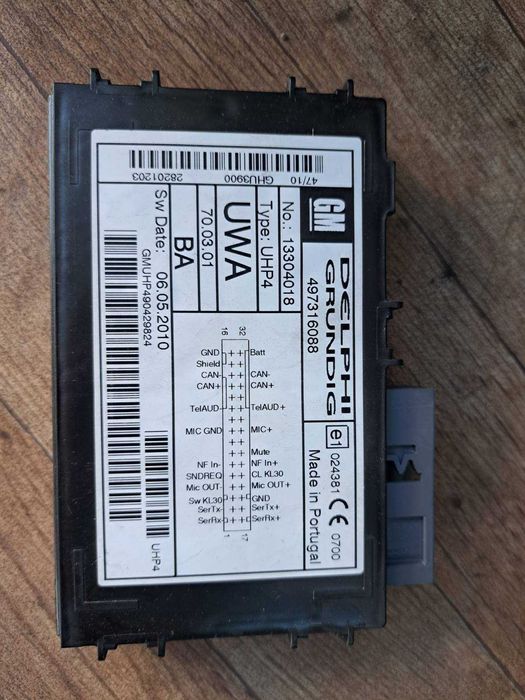 GM
DELPHI
GRUNDIG
497316088
e1
024381 CE 0700
Made in Portugal
No.: 13304018
Type: UHP4
UWA
70.03.01
BA
47/10
GHU3900
28201203
Sw Date: 06.05.2010
GMUHP490429824
UHP4
16 32
GND Batt
Shield
CAN- CAN-
CAN+ CAN+
TelAUD- TelAUD+
MIC GND MIC+
Mute
NF In- NF In+
SNDREQ CL KL30
Mic OUT- Mic OUT+
Sw KL30 GND
SerTx- SerTx+
SerRx- SerRx+
1 17